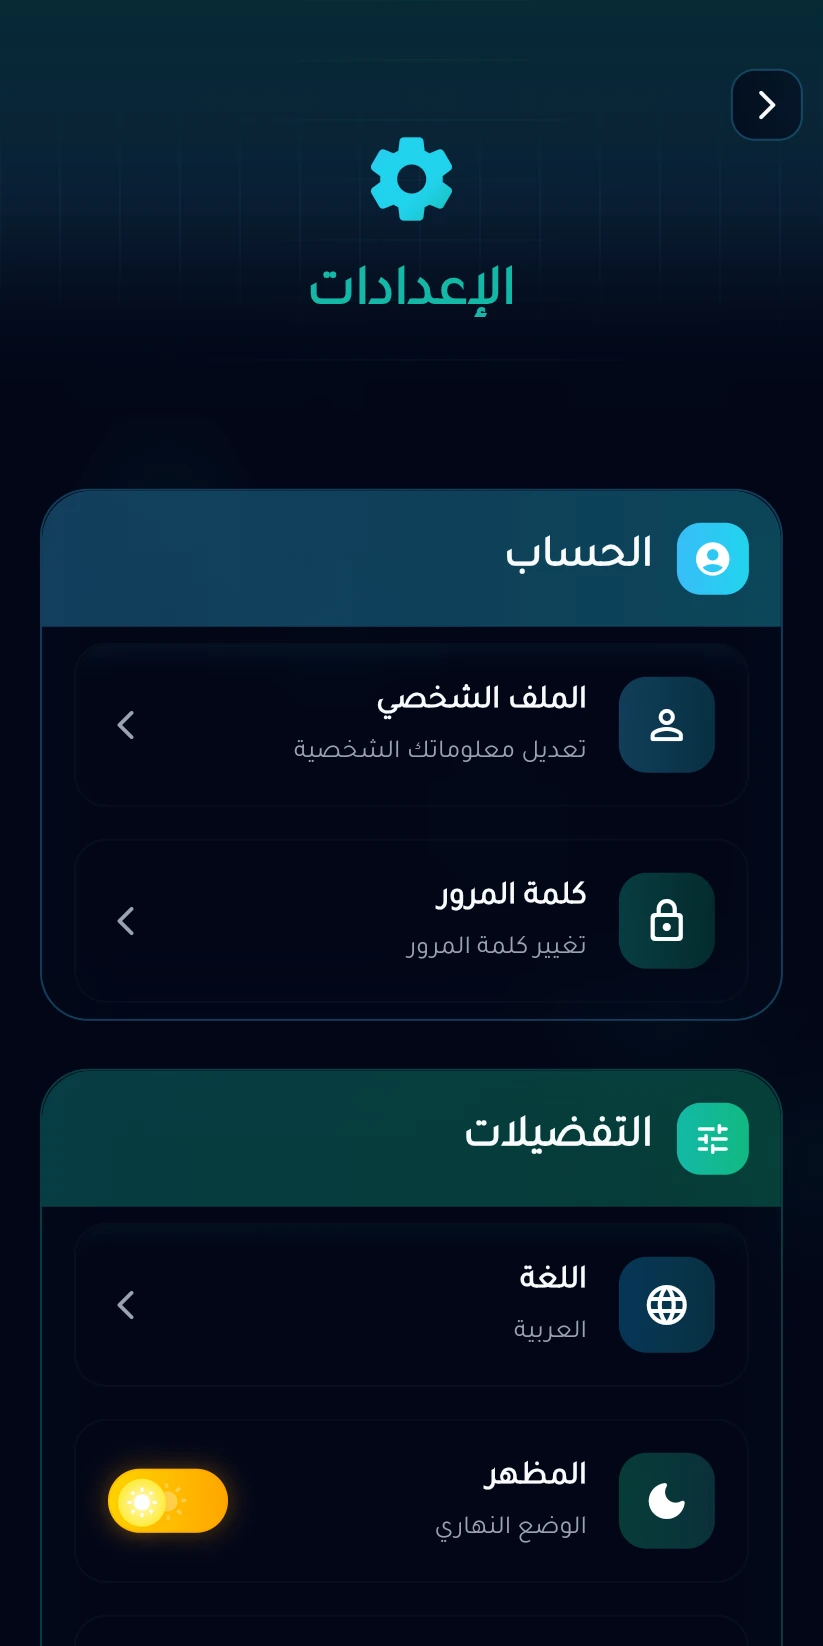 الإعدادات
الحساب
الملف الشخصي
تعديل معلوماتك الشخصية
كلمة المرور
تغيير كلمة المرور
التفضيلات
اللغة
العربية
المظهر
الوضع النهاري